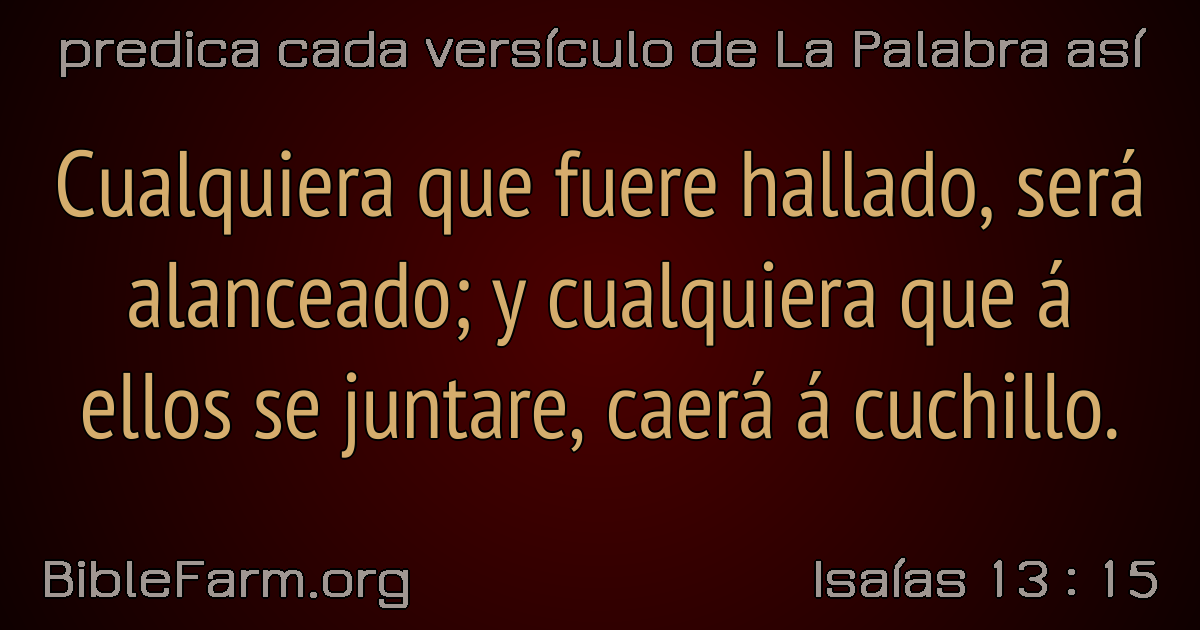 predica cada versículo de La Palabra así
Cualquiera que fuere hallado, será
alanceado; y cualquiera que á
ellos se juntare, caerá á cuchillo.
BibleFarm.org
Isaías 13 : 15